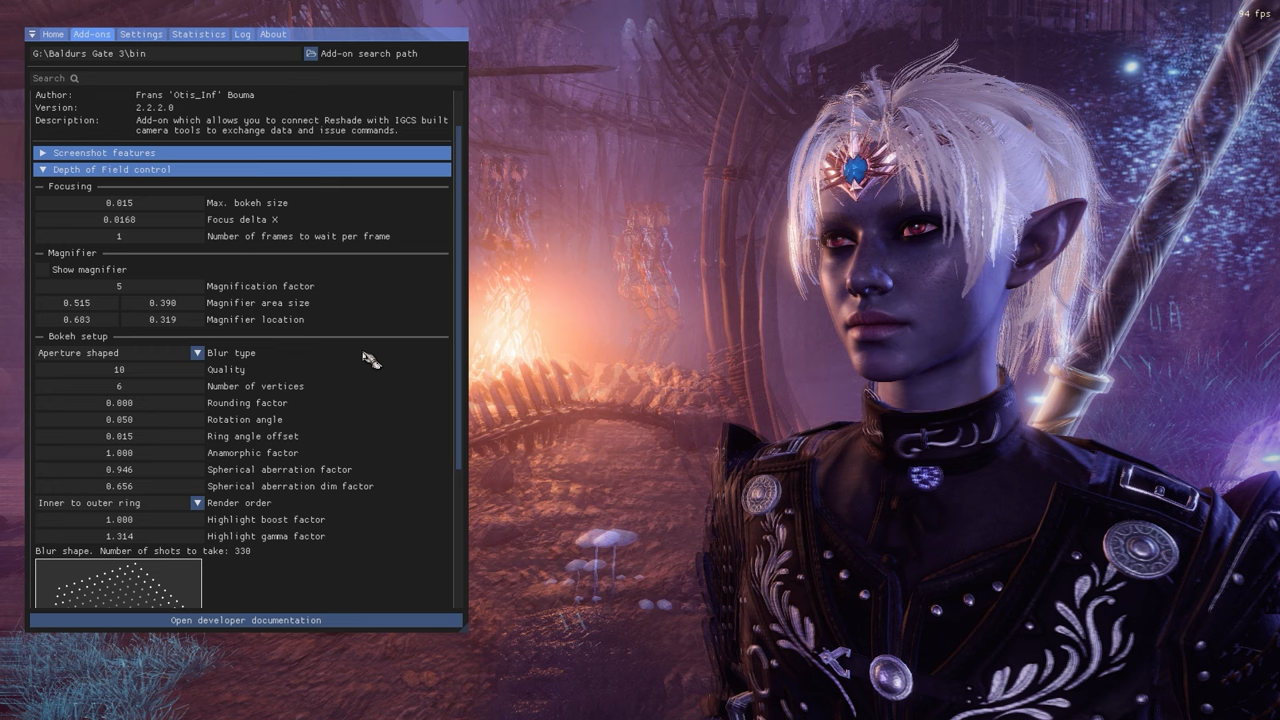 94 fps
Home Add-ons Settings Statistics Log About
G:\Baldurs Gate 3\bin Add-on search path
Search
Author: Frans 'Otis_Inf' Bouma
Version: 2.2.2.0
Description: Add-on which allows you to connect Reshade with IGCS built
camera tools to exchange data and issue commands.
Screenshot features
Depth of Field control
Focusing
0.015 Max. bokeh size
0.0168 Focus delta X
1 Number of frames to wait per frame
Magnifier
Show magnifier
5 Magnification factor
0.515 0.390 Magnifier area size
0.683 0.319 Magnifier location
Bokeh setup
Aperture shaped Blur type
10 Quality
6 Number of vertices
0.000 Rounding factor
0.050 Rotation angle
0.015 Ring angle offset
1.000 Anamorphic factor
0.946 Spherical aberration factor
0.656 Spherical aberration dim factor
Inner to outer ring Render order
1.000 Highlight boost factor
1.314 Highlight gamma factor
Blur shape. Number of shots to take: 330
Open developer documentation